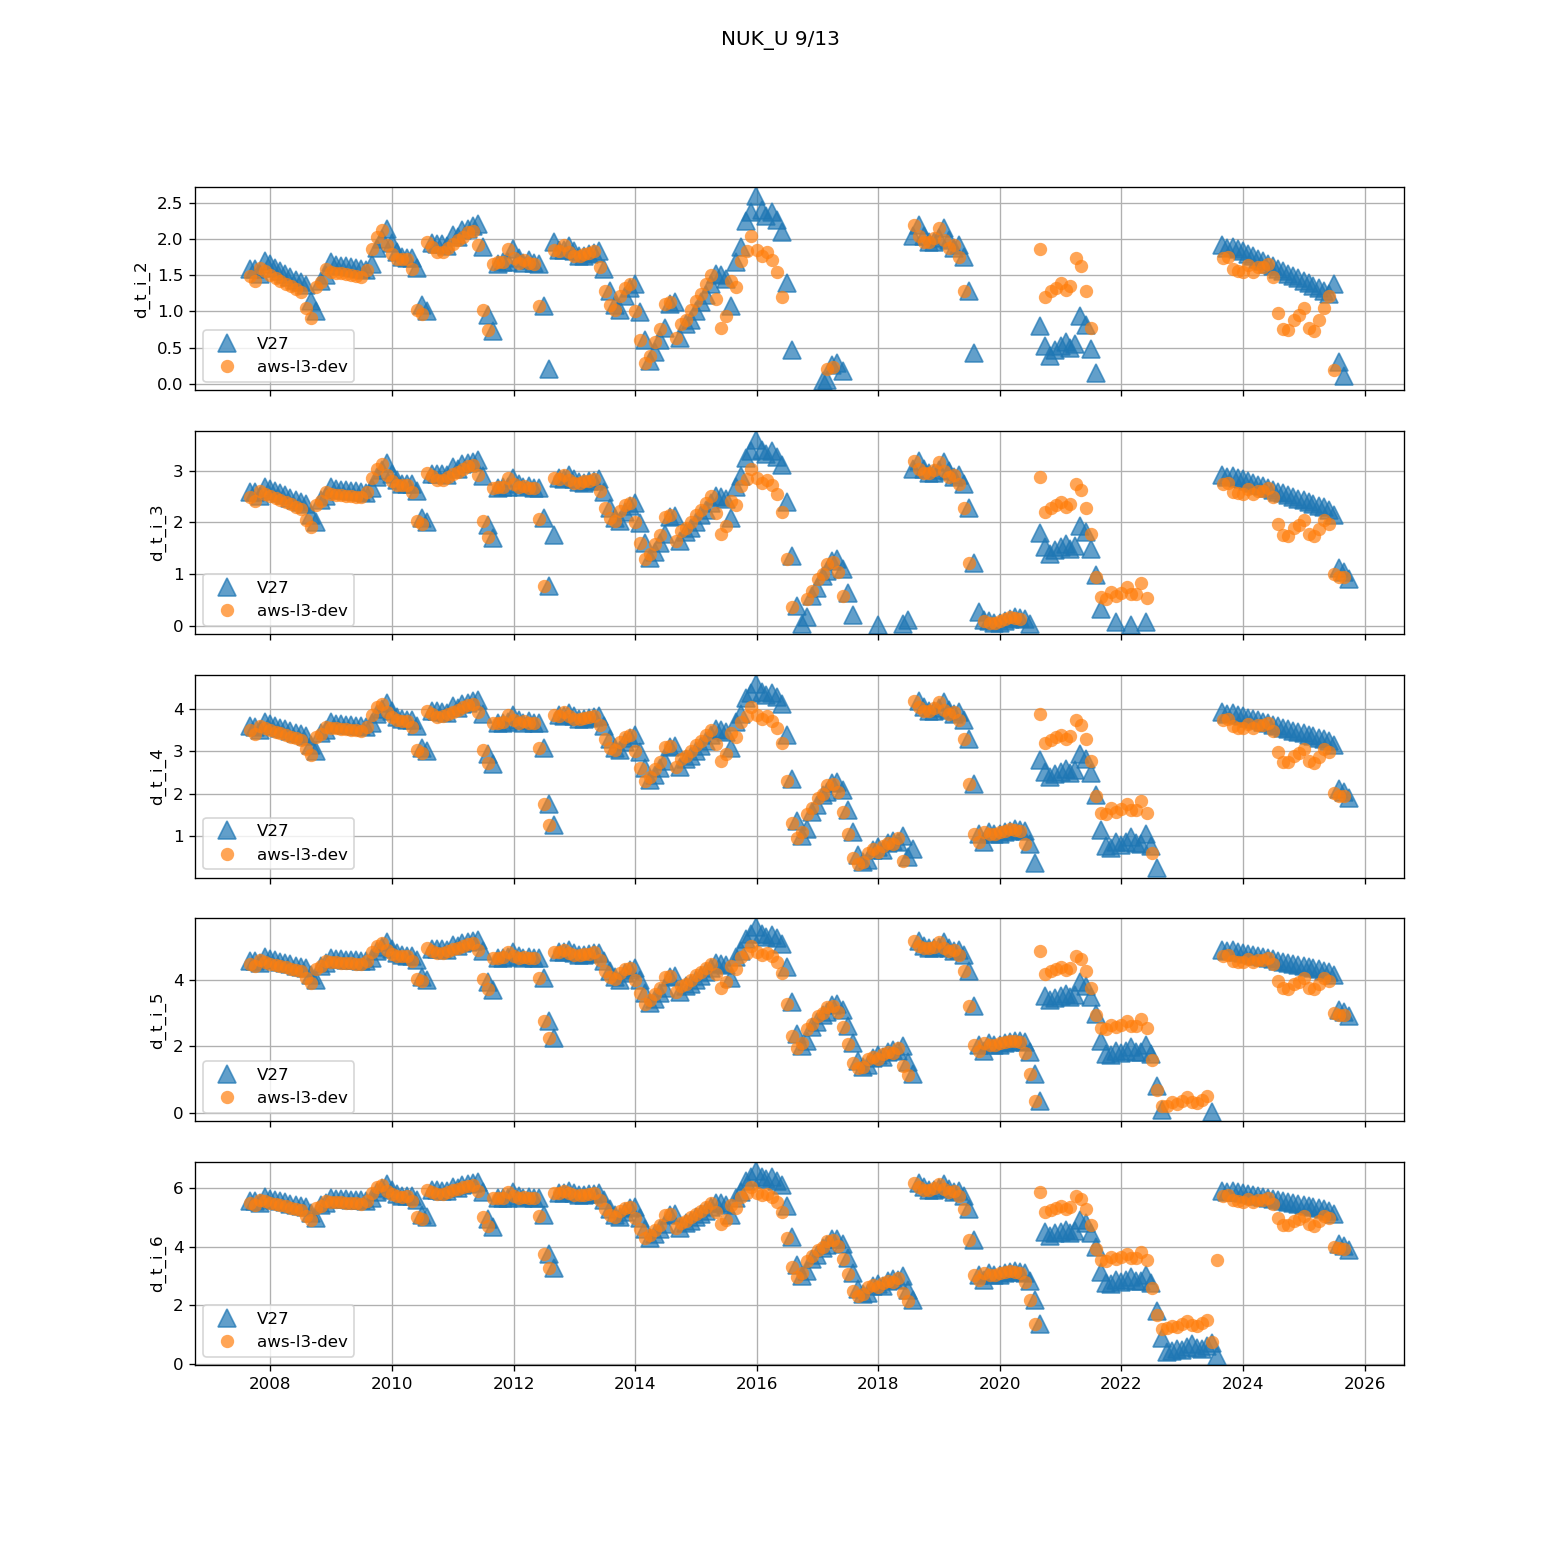 NUK_U 9/13
2.5
2.0
1.5
1.0
0.5
0.0
d_t_i_2
V27
aws-l3-dev
3
2
1
0
d_t_i_3
V27
aws-l3-dev
4
3
2
1
d_t_i_4
V27
aws-l3-dev
4
2
0
d_t_i_5
V27
aws-l3-dev
6
4
2
0
d_t_i_6
V27
aws-l3-dev
2008 2010 2012 2014 2016 2018 2020 2022 2024 2026